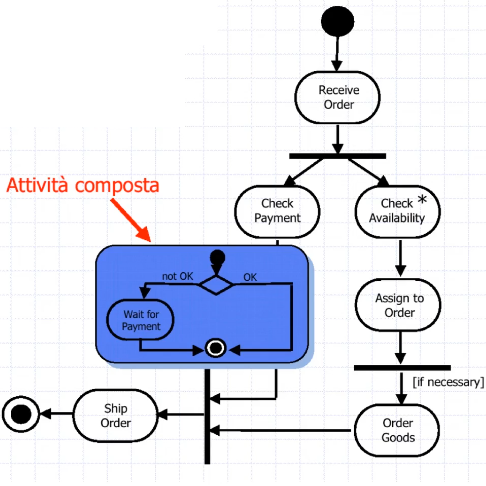 Receive
Order
Attività composta
Check
Payment
Check *
Availability
not OK
OK
Wait for
Payment
Assign to
Order
[if necessary]
Ship
Order
Order
Goods